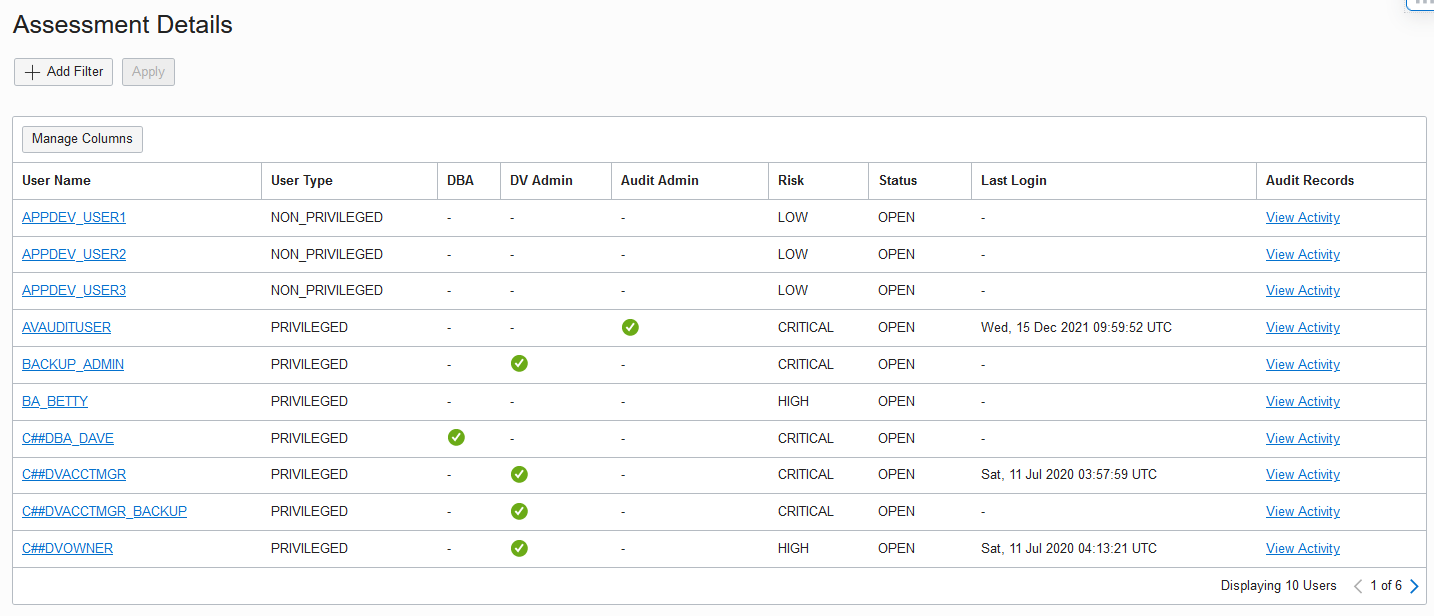 Assessment Details
Add Filter Apply
Manage Columns
User Name User Type DBA DV Admin Audit Admin Risk Status Last Login Audit Records
APPDEV_USER1 NON_PRIVILEGED - - - LOW OPEN - View Activity
APPDEV_USER2 NON_PRIVILEGED - - - LOW OPEN - View Activity
APPDEV_USER3 NON_PRIVILEGED - - - LOW OPEN - View Activity
AVAUDITUSER PRIVILEGED - - CRITICAL OPEN Wed, 15 Dec 2021 09:59:52 UTC View Activity
BACKUP_ADMIN PRIVILEGED - - CRITICAL OPEN - View Activity
BA_BETTY PRIVILEGED - - - HIGH OPEN - View Activity
C##DBA_DAVE PRIVILEGED - - CRITICAL OPEN - View Activity
C##DVACCTMGR PRIVILEGED - - CRITICAL OPEN Sat, 11 Jul 2020 03:57:59 UTC View Activity
C##DVACCTMGR_BACKUP PRIVILEGED - - CRITICAL OPEN - View Activity
C##DVOWNER PRIVILEGED - - HIGH OPEN Sat, 11 Jul 2020 04:13:21 UTC View Activity
Displaying 10 Users 1 of 6